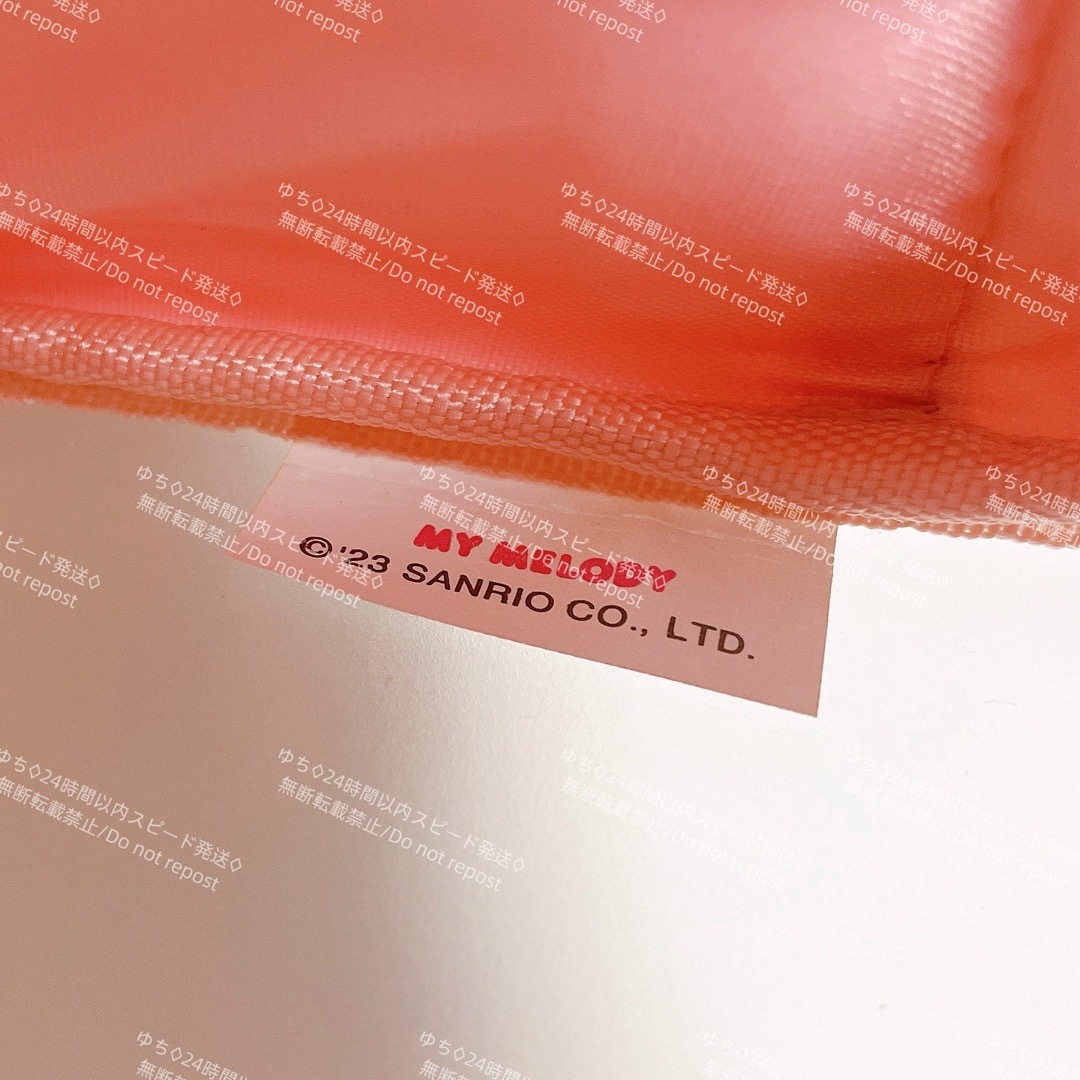 ゆち◇24時間以内スピード発送◇
無断転載禁止/Do not repost
MY MELODY
©'23 SANRIO CO., LTD.